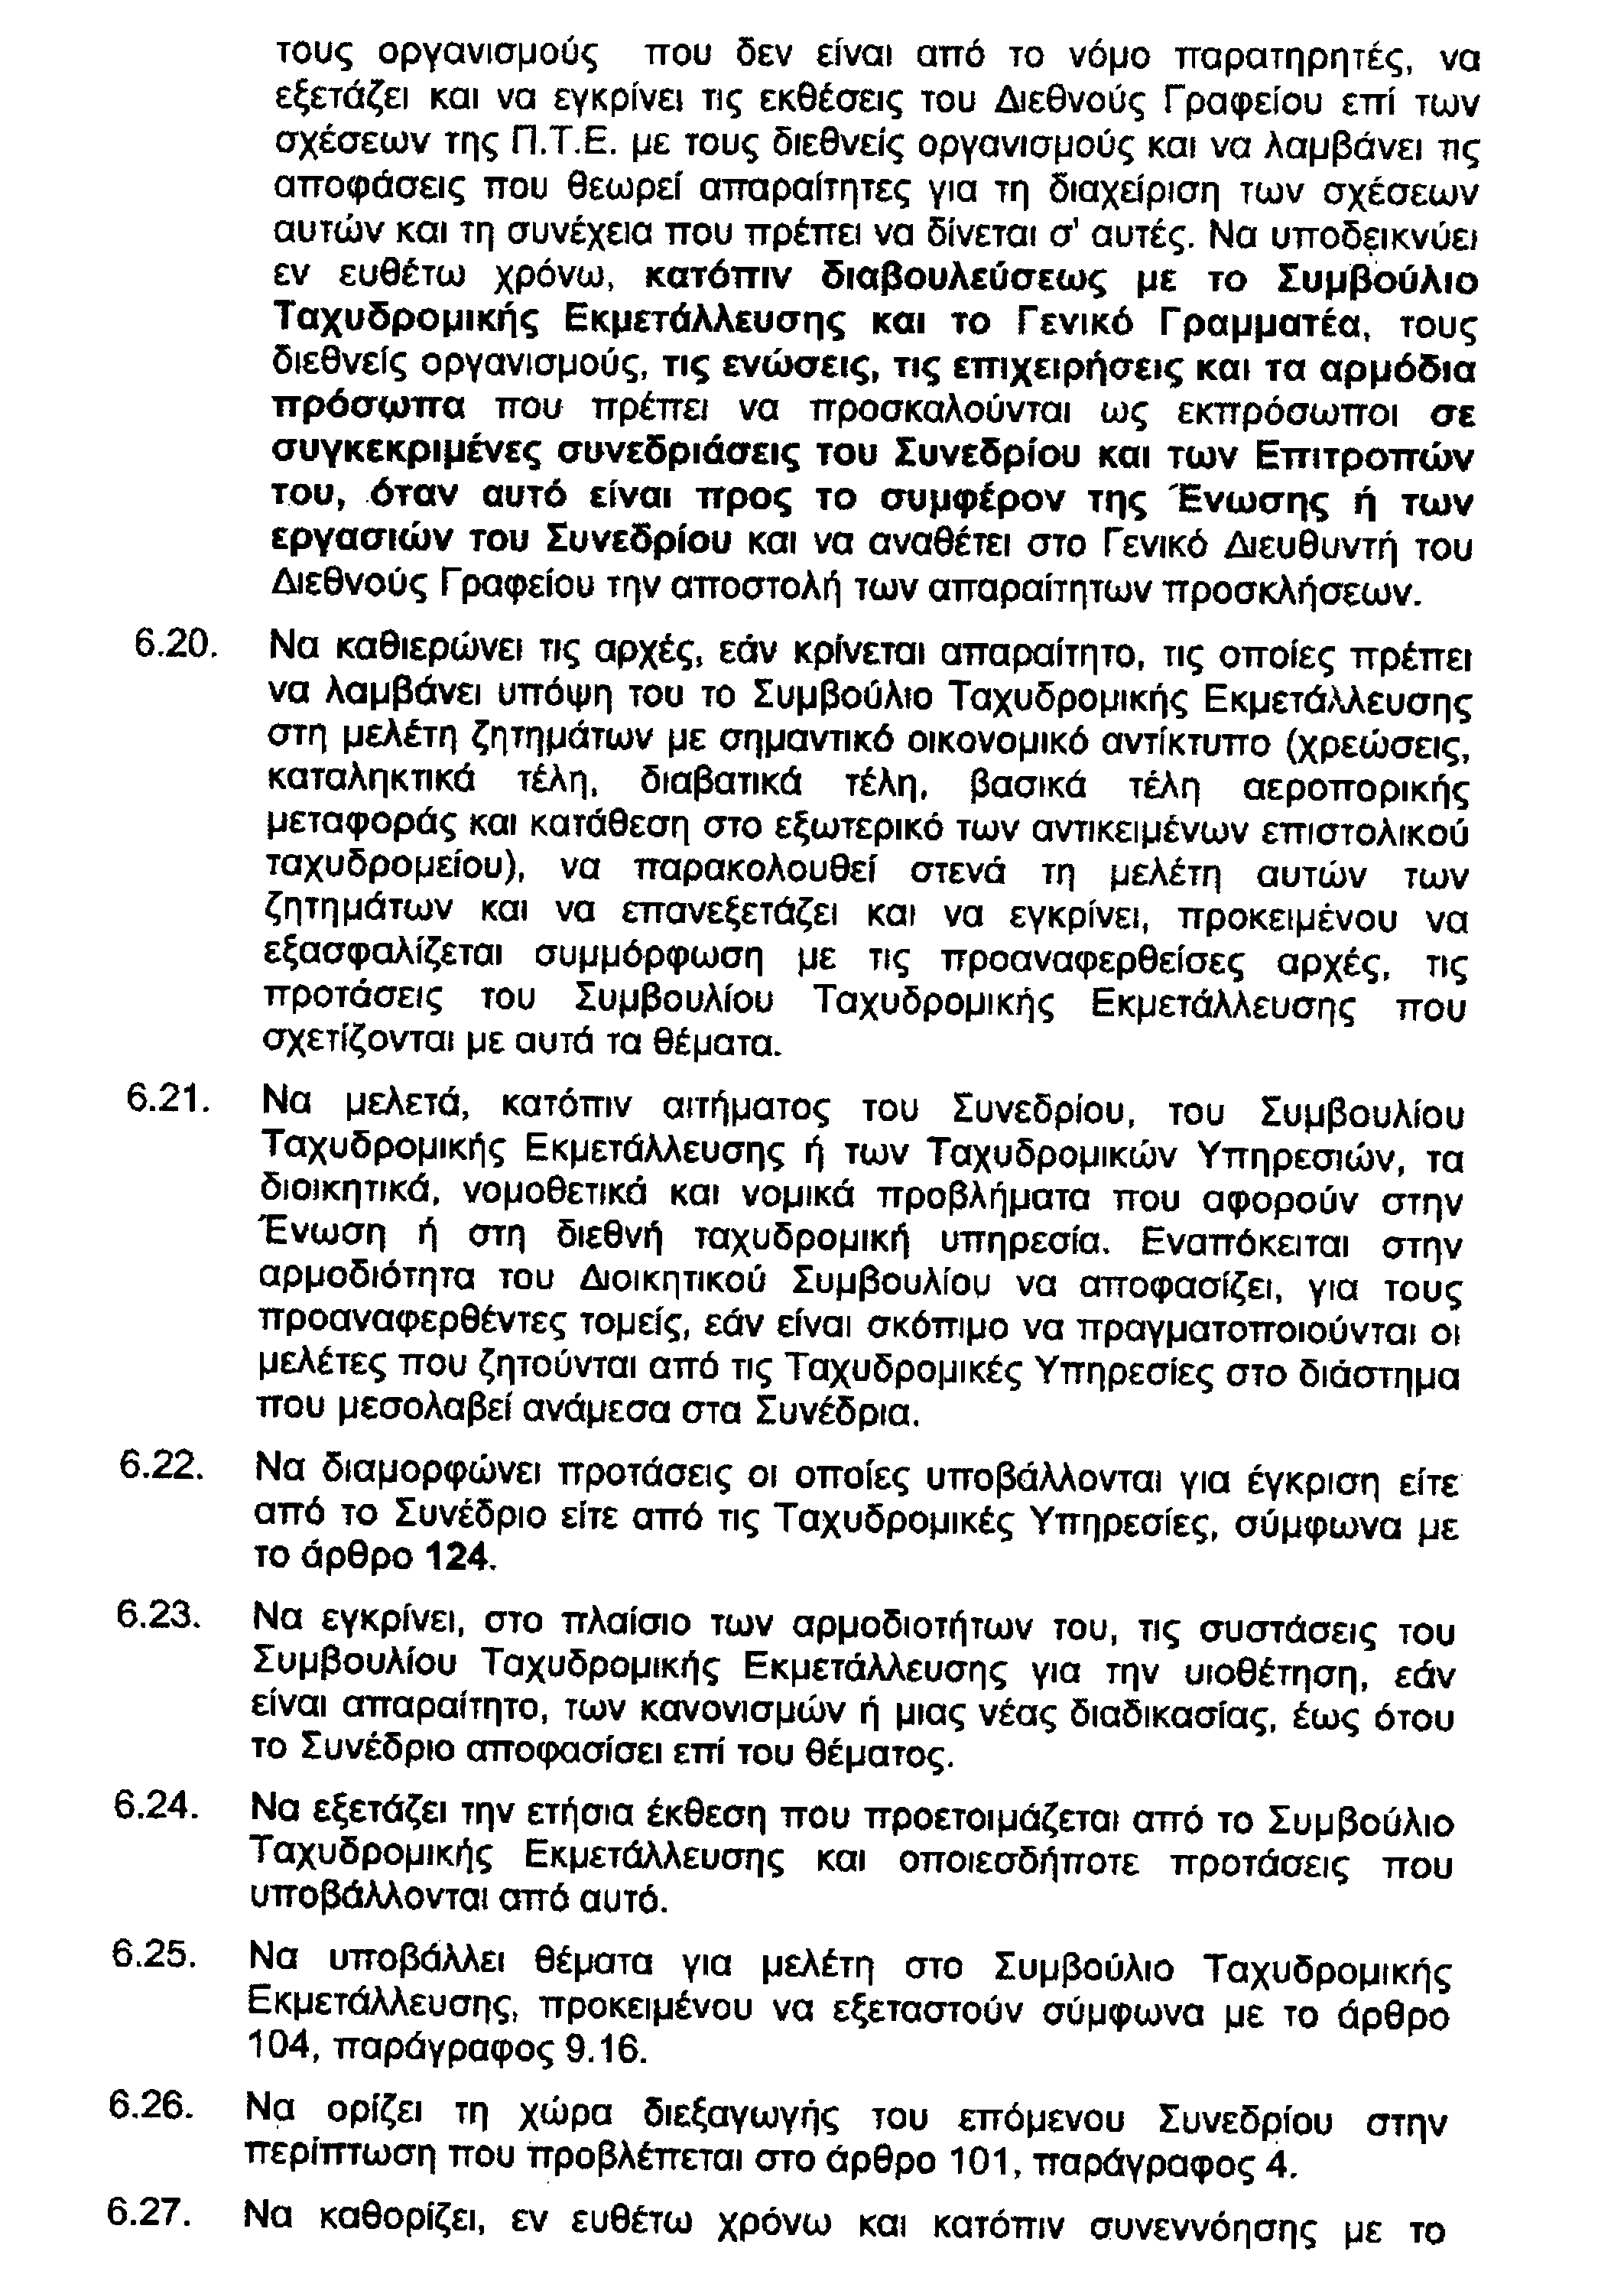 τους οργανισμούς που δεν είναι από το νόμο παρατηρητές, να
εξετάζει και να εγκρίνει τις εκθέσεις του Διεθνούς Γραφείου επί των
σχέσεων της Π.Τ.Ε. με τους διεθνείς οργανισμούς και να λαμβάνει τις
αποφάσεις που θεωρεί απαραίτητες για τη διαχείριση των σχέσεων
αυτών και τη συνέχεια που πρέπει να δίνεται σ' αυτές. Να υποδεικνύει
εν ευθέτω χρόνω, κατόπιν διαβουλεύσεως με το Συμβούλιο
Ταχυδρομικής Εκμετάλλευσης και το Γενικό Γραμματέα, τους
διεθνείς οργανισμούς, τις ενώσεις, τις επιχειρήσεις και τα αρμόδια
πρόσωπα που πρέπει να προσκαλούνται ως εκπρόσωποι σε
συγκεκριμένες συνεδριάσεις του Συνεδρίου και των Επιτροπών
του, όταν αυτό είναι προς το συμφέρον της Ένωσης ή των
εργασιών του Συνεδρίου και να αναθέτει στο Γενικό Διευθυντή του
Διεθνούς Γραφείου την αποστολή των απαραίτητων προσκλήσεων.
6.20. Να καθιερώνει τις αρχές, εάν κρίνεται απαραίτητο, τις οποίες πρέπει
να λαμβάνει υπόψη του το Συμβούλιο Ταχυδρομικής Εκμετάλλευσης
στη μελέτη ζητημάτων με σημαντικό οικονομικό αντίκτυπο (χρεώσεις,
καταληκτικά τέλη, διαβατικά τέλη, βασικά τέλη αεροπορικής
μεταφοράς και κατάθεση στο εξωτερικό των αντικειμένων επιστολικού
ταχυδρομείου), να παρακολουθεί στενά τη μελέτη αυτών των
ζητημάτων και να επανεξετάζει και να εγκρίνει, προκειμένου να
εξασφαλίζεται συμμόρφωση με τις προαναφερθείσες αρχές, τις
προτάσεις του Συμβουλίου Ταχυδρομικής Εκμετάλλευσης που
σχετίζονται με αυτά τα θέματα.
6.21. Να μελετά, κατόπιν αιτήματος του Συνεδρίου, του Συμβουλίου
Ταχυδρομικής Εκμετάλλευσης ή των Ταχυδρομικών Υπηρεσιών, τα
διοικητικά, νομοθετικά και νομικά προβλήματα που αφορούν στην
Ένωση ή στη διεθνή ταχυδρομική υπηρεσία. Εναπόκειται στην
αρμοδιότητα του Διοικητικού Συμβουλίου να αποφασίζει, για τους
προαναφερθέντες τομείς, εάν είναι σκόπιμο να πραγματοποιούνται οι
μελέτες που ζητούνται από τις Ταχυδρομικές Υπηρεσίες στο διάστημα
που μεσολαβεί ανάμεσα στα Συνέδρια.
6.22. Να διαμορφώνει προτάσεις οι οποίες υποβάλλονται για έγκριση είτε
από το Συνέδριο είτε από τις Ταχυδρομικές Υπηρεσίες, σύμφωνα με
το άρθρο 124.
6.23. Να εγκρίνει, στο πλαίσιο των αρμοδιοτήτων του, τις συστάσεις του
Συμβουλίου Ταχυδρομικής Εκμετάλλευσης για την υιοθέτηση, εάν
είναι απαραίτητο, των κανονισμών ή μιας νέας διαδικασίας, έως ότου
το Συνέδριο αποφασίσει επί του θέματος.
6.24. Να εξετάζει την ετήσια έκθεση που προετοιμάζεται από το Συμβούλιο
Ταχυδρομικής Εκμετάλλευσης και οποιεσδήποτε προτάσεις που
υποβάλλονται από αυτό.
6.25. Να υποβάλλει θέματα για μελέτη στο Συμβούλιο Ταχυδρομικής
Εκμετάλλευσης, προκειμένου να εξεταστούν σύμφωνα με το άρθρο
104, παράγραφος 9.16.
6.26. Να ορίζει τη χώρα διεξαγωγής του επόμενου Συνεδρίου στην
περίπτωση που προβλέπεται στο άρθρο 101, παράγραφος 4.
6.27. Να καθορίζει, εν ευθέτω χρόνω και κατόπιν συνεννόησης με το